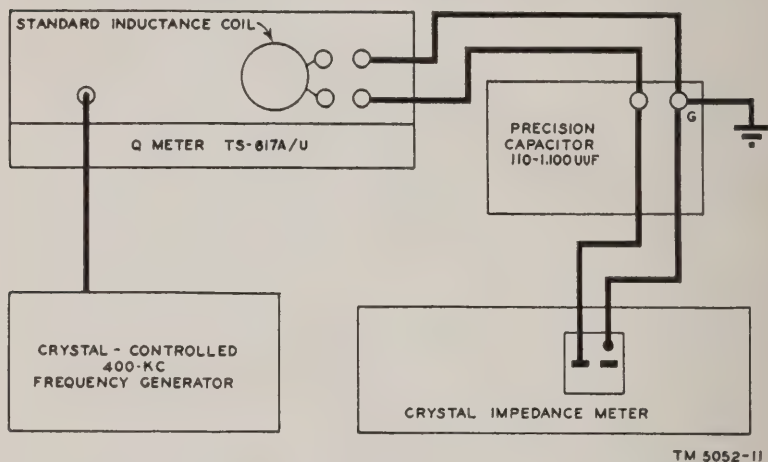 STANDARD INDUCTANCE COIL
Q METER TS-617A/U
PRECISION
CAPACITOR
110-1,100 UUF
G
CRYSTAL-CONTROLLED
400-KC
FREQUENCY GENERATOR
CRYSTAL IMPEDANCE METER
TM 5052-11